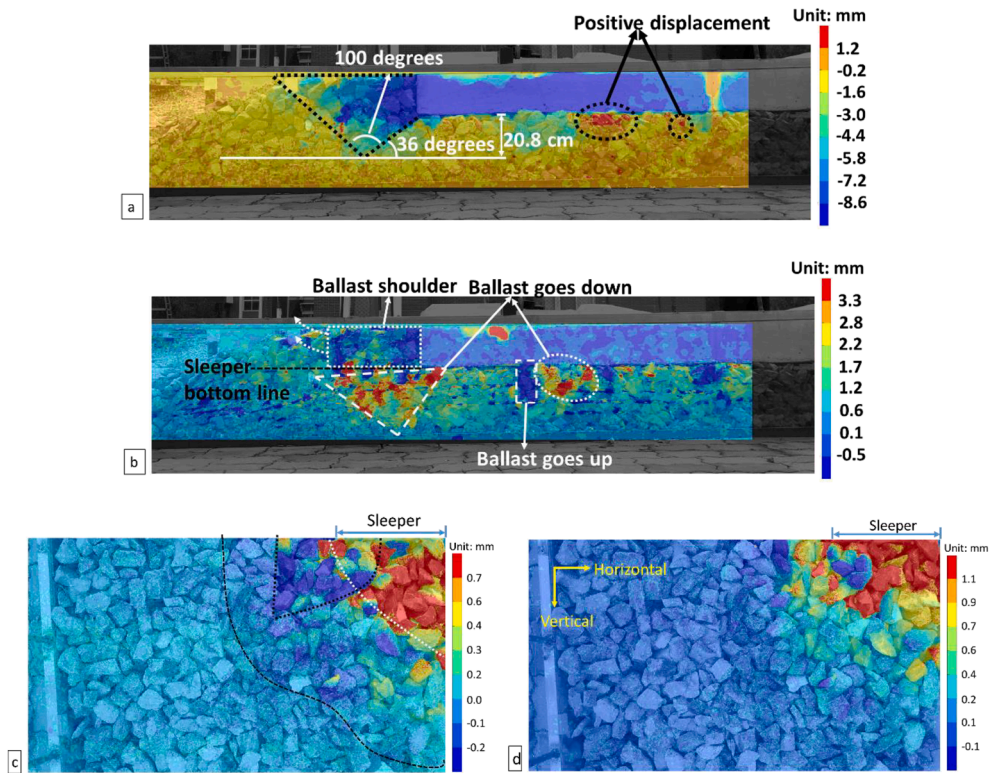 Positive displacement
Unit: mm
100 degrees
36 degrees
20.8 cm
1.2
-0.2
-1.6
-3.0
-4.4
-5.8
-7.2
-8.6
a
Unit: mm
Ballast shoulder
Ballast goes down
Sleeper
bottom line
Ballast goes up
3.3
2.8
2.2
1.7
1.2
0.6
0.1
-0.5
b
Sleeper
Unit: mm
0.7
0.6
0.4
0.3
0.2
0.0
-0.1
-0.2
c
Sleeper
Unit: mm
Horizontal
Vertical
1.1
0.9
0.7
0.6
0.4
0.2
0.1
-0.1
d